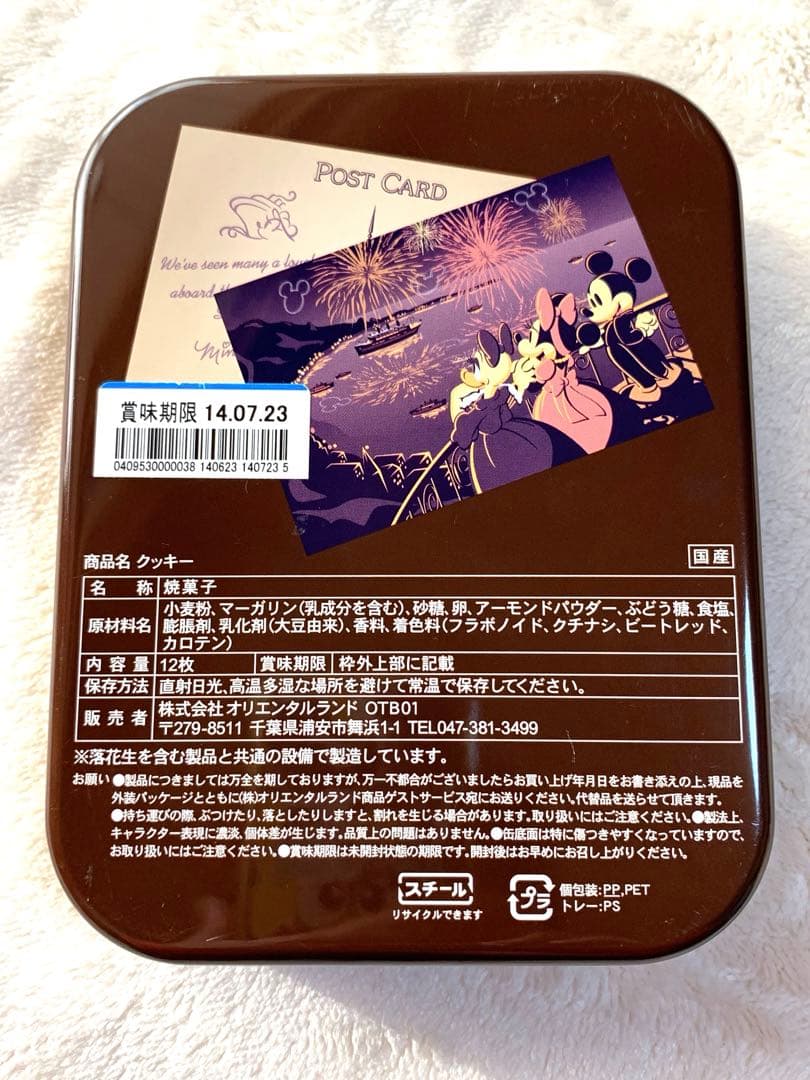 POST CARD
We've seen many a
aboard
賞味期限 14.07.23
0409530000038 140623 140723 5
商品名 クッキー
国産
名 称 焼菓子
原材料名 小麦粉、マーガリン(乳成分を含む)、砂糖、卵、アーモンドパウダー、ぶどう糖、食塩、
膨脹剤、乳化剤(大豆由来)、香料、着色料(フラボノイド、クチナシ、ビートレッド、
カロテン)
内容量 12枚 賞味期限 枠外上部に記載
保存方法 直射日光、高温多湿な場所を避けて常温で保存してください。
販売者 株式会社オリエンタルランド OTB01
〒279-8511 千葉県浦安市舞浜1-1 TEL047-381-3499
※落花生を含む製品と共通の設備で製造しています。
お願い ●製品につきましては万全を期しておりますが、万一不都合がございましたらお買い上げ年月日をお書き添えの上、現品を
外装パッケージとともに(株)オリエンタルランド商品ゲストサービス宛にお送りください。代替品を送らせて頂きます。
●持ち運びの際、ぶつけたり、落としたりしますと、割れを生じる場合があります。取り扱いにはご注意ください。●製法上、
キャラクター表現に濃淡、個体差が生じます。品質上の問題はありません。●缶底面は特に傷つきやすくなっていますので、
お取り扱いにはご注意ください。●賞味期限は未開封状態の期限です。開封後はお早めにお召し上がりください。
スチール
リサイクルできます
プラ
個包装:PP,PET
トレー:PS